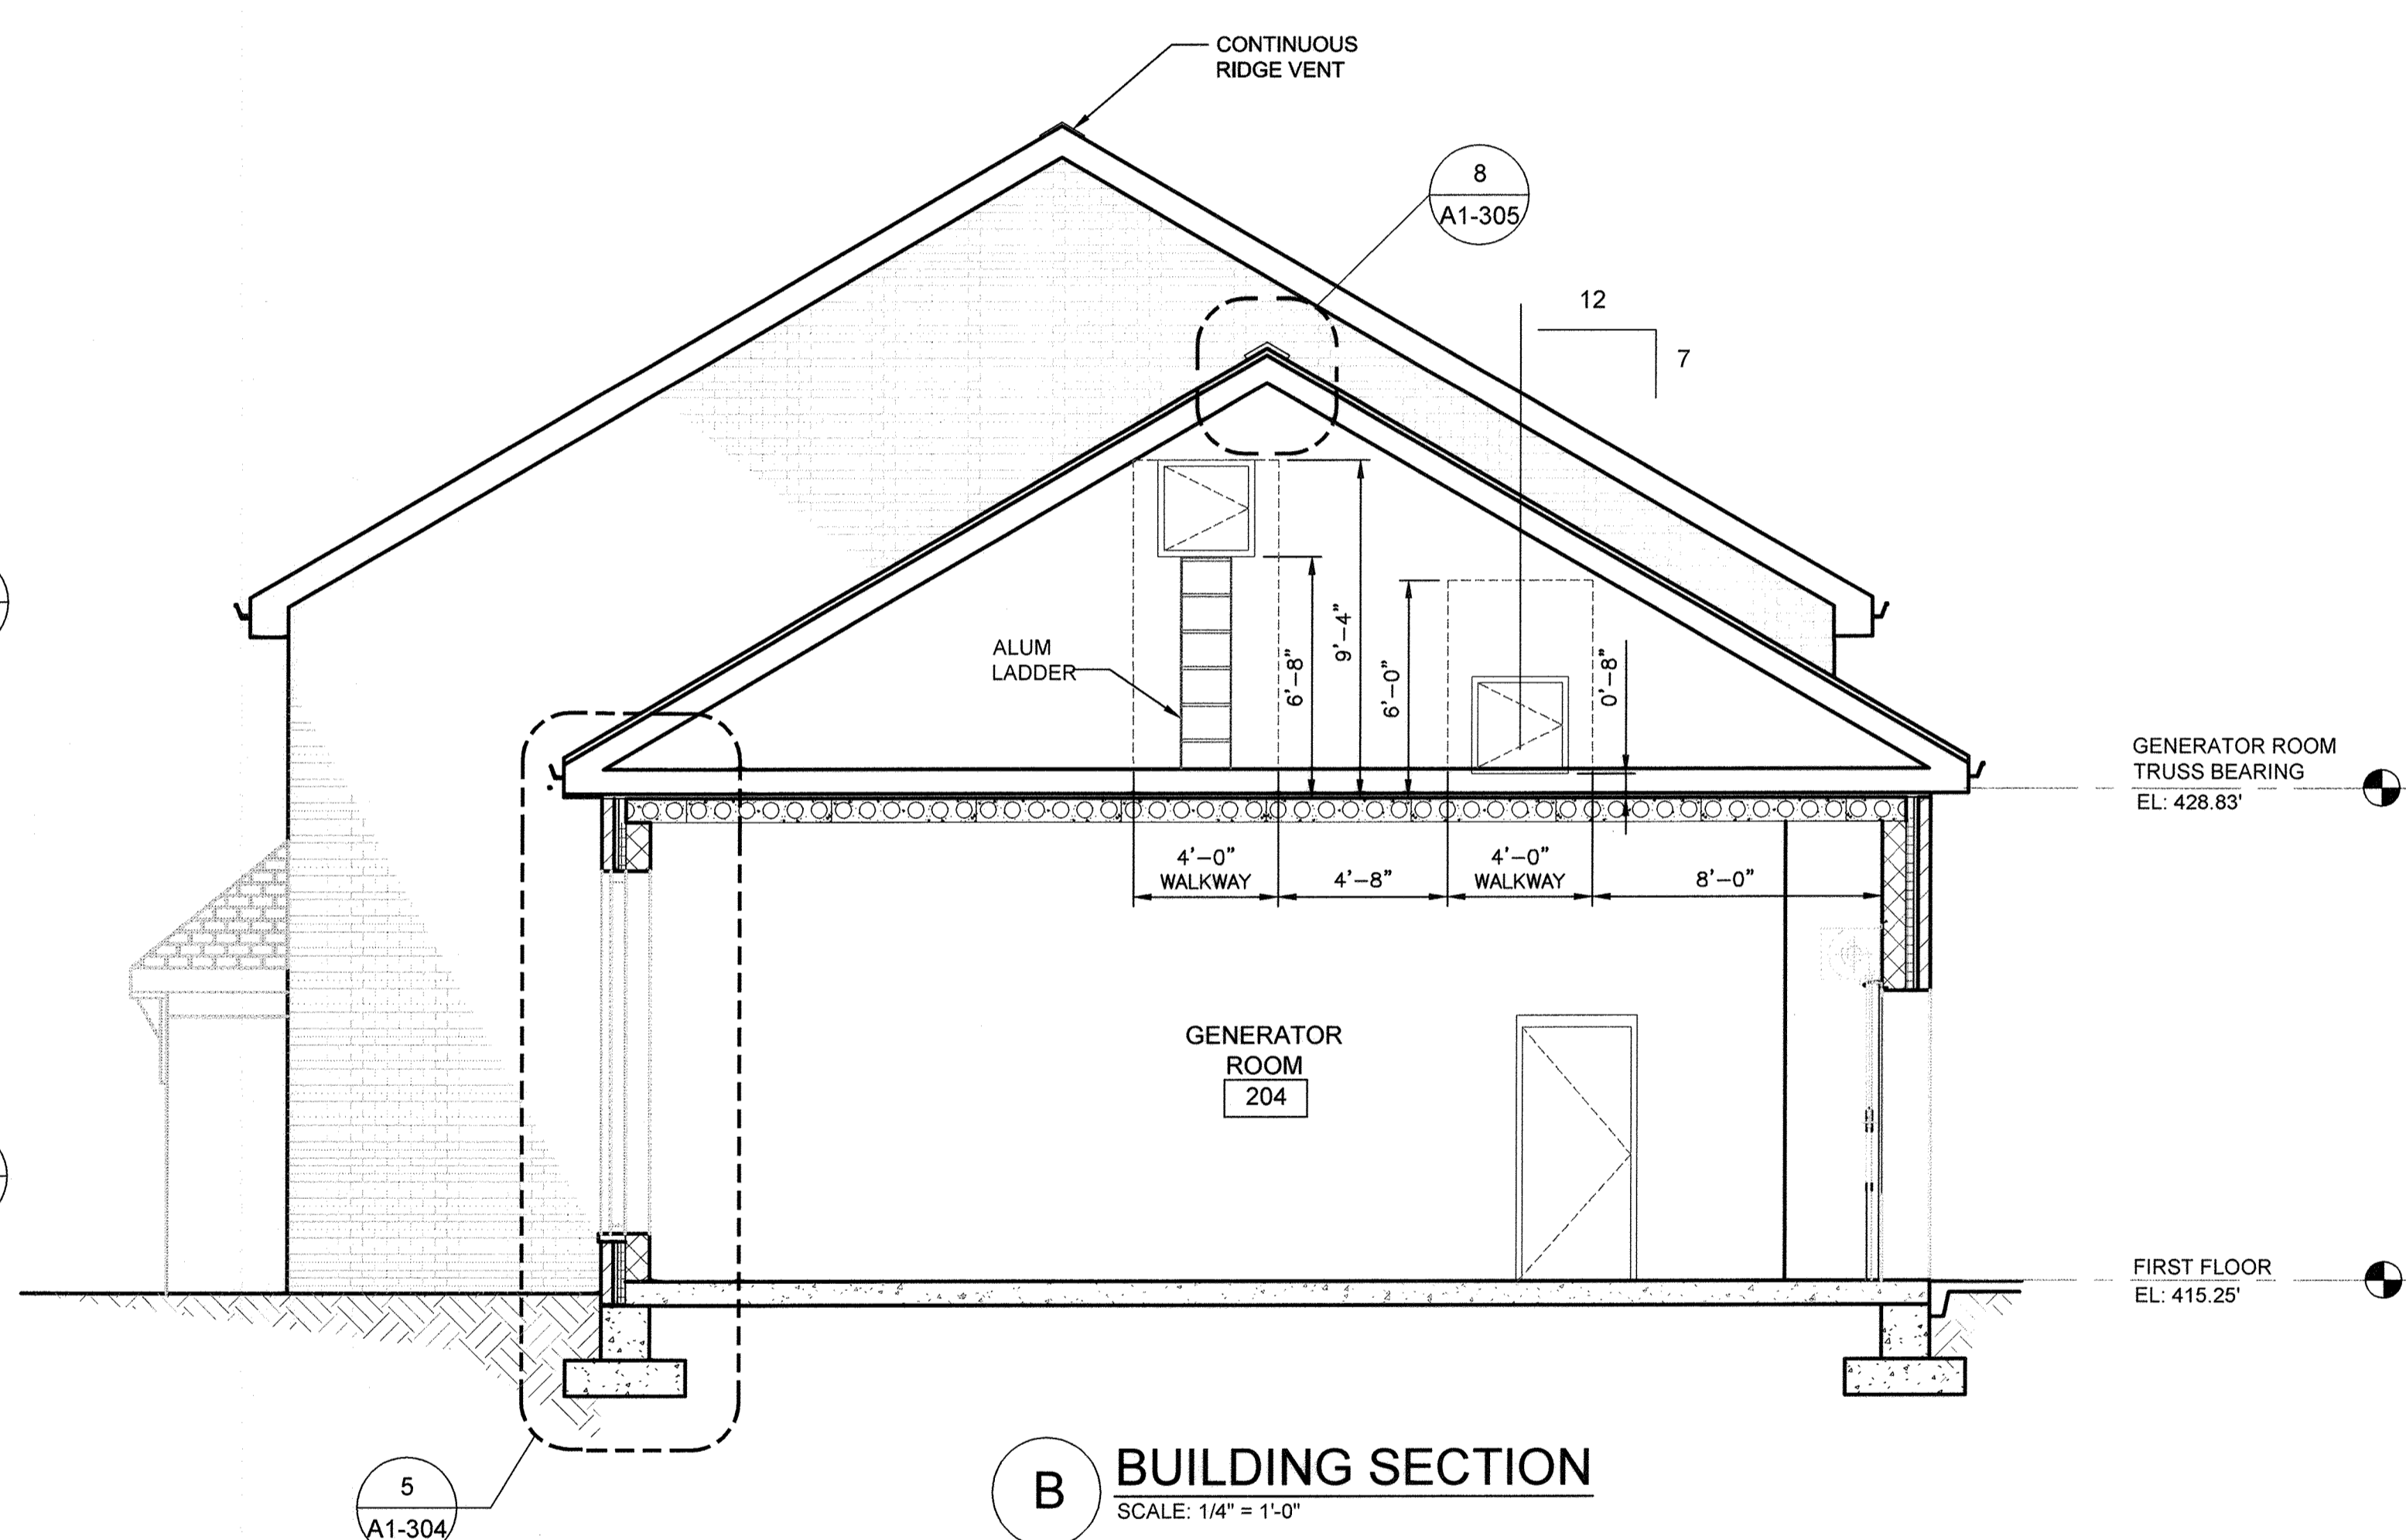 CONTINUOUS
RIDGE VENT
8
A1-305
12
7
ALUM
LADDER
6'-8"
9'-4"
6'-0"
0'-8"
GENERATOR ROOM
TRUSS BEARING
EL: 428.83'
4'-0"
WALKWAY
4'-8"
4'-0"
WALKWAY
8'-0"
GENERATOR
ROOM
204
FIRST FLOOR
EL: 415.25'
5
A1-304
B
BUILDING SECTION
SCALE: 1/4" = 1'-0"